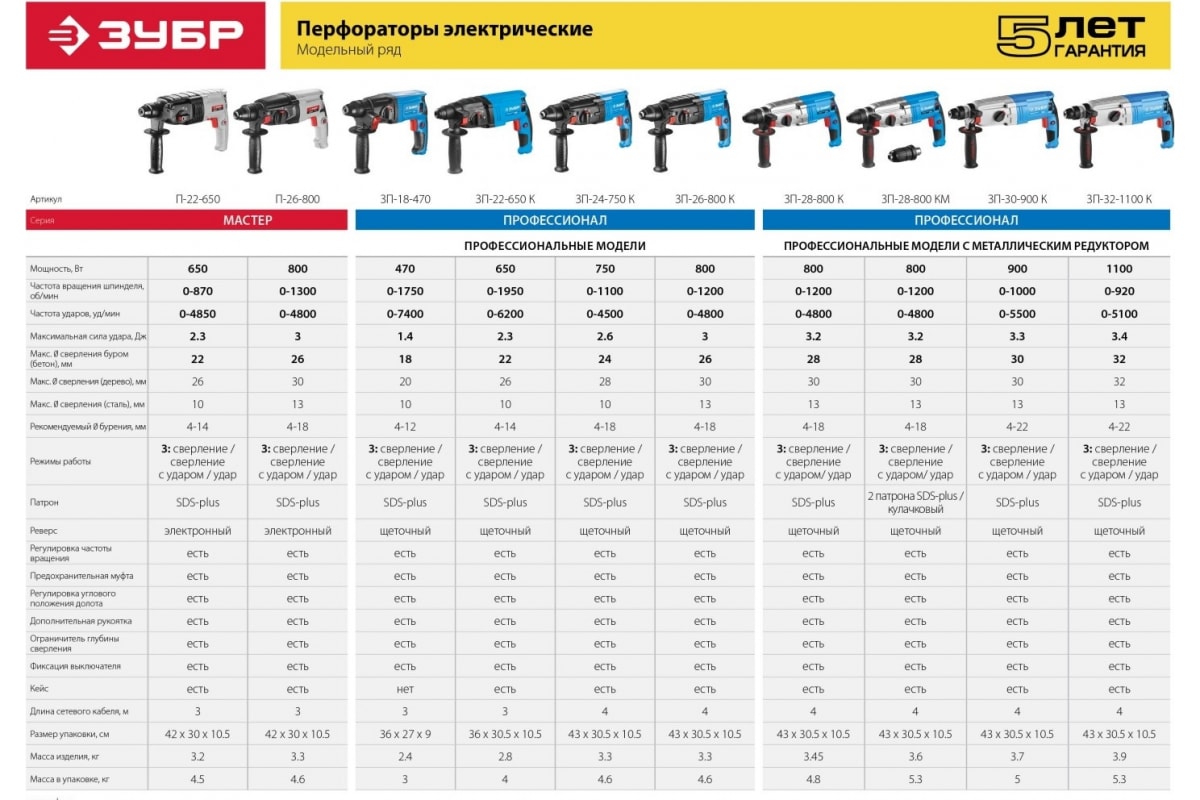 ЗУБР
Перфораторы электрические
Модельный ряд
5 лет
ГАРАНТИЯ
Артикул П-22-650 П-26-800 ЗП-18-470 ЗП-22-650 К ЗП-24-750 К ЗП-26-800 К ЗП-28-800 К ЗП-28-800 КМ ЗП-30-900 К ЗП-32-1100 К
Серия МАСТЕР ПРОФЕССИОНАЛ ПРОФЕССИОНАЛ
ПРОФЕССИОНАЛЬНЫЕ МОДЕЛИ ПРОФЕССИОНАЛЬНЫЕ МОДЕЛИ С МЕТАЛЛИЧЕСКИМ РЕДУКТОРОМ
Мощность, Вт 650 800 470 650 750 800 800 800 900 1100
Частота вращения шпинделя,
об/мин 0-870 0-1300 0-1750 0-1950 0-1100 0-1200 0-1200 0-1200 0-1000 0-920
Частота ударов, уд/мин 0-4850 0-4800 0-7400 0-6200 0-4500 0-4800 0-4800 0-4800 0-5500 0-5100
Максимальная сила удара, Дж 2.3 3 1.4 2.3 2.6 3 3.2 3.2 3.3 3.4
Макс. Ø сверления буром
(бетон), мм 22 26 18 22 24 26 28 28 30 32
Макс. Ø сверления (дерево), мм 26 30 20 26 28 30 30 30 30 32
Макс. Ø сверления (сталь), мм 10 13 10 10 10 13 13 13 13 13
Рекомендуемый Ø бурения, мм 4-14 4-18 4-12 4-14 4-18 4-18 4-18 4-18 4-22 4-22
3: сверление / 3: сверление / 3: сверление / 3: сверление / 3: сверление / 3: сверление / 3: сверление / 3: сверление / 3: сверление / 3: сверление /
Режимы работы сверление сверление сверление сверление сверление сверление сверление сверление сверление сверление
с ударом / удар с ударом / удар с ударом / удар с ударом / удар с ударом / удар с ударом / удар с ударом/ удар с ударом/ удар с ударом / удар с ударом / удар
Патрон SDS-plus SDS-plus SDS-plus SDS-plus SDS-plus SDS-plus SDS-plus 2 патрона SDS-plus / SDS-plus SDS-plus
кулачковый
Реверс электронный электронный щеточный щеточный щеточный щеточный щеточный щеточный щеточный щеточный
Регулировка частоты
вращения есть есть есть есть есть есть есть есть есть есть
Предохранительная муфта есть есть есть есть есть есть есть есть есть есть
Регулировка углового
положения долота есть есть есть есть есть есть есть есть есть есть
Дополнительная рукоятка есть есть есть есть есть есть есть есть есть есть
Ограничитель глубины
сверления есть есть есть есть есть есть есть есть есть есть
Фиксация выключателя есть есть есть есть есть есть есть есть есть есть
Кейс есть есть нет есть есть есть есть есть есть есть
Длина сетевого кабеля, м 3 3 3 3 4 4 4 4 4 4
Размер упаковки, см 42 x 30 x 10.5 42 x 30 x 10.5 36 x 27 x 9 36 x 30.5 x 10.5 43 x 30.5 x 10.5 43 x 30.5 x 10.5 43 x 30.5 x 10.5 43 x 30.5 x 10.5 43 x 30.5 x 10.5 43 x 30.5 x 10.5
Масса изделия, кг 3.2 3.3 2.4 2.8 3.3 3.3 3.45 3.6 3.7 3.9
Масса в упаковке, кг 4.5 4.6 3 4 4.6 4.6 4.8 5.3 5 5.3